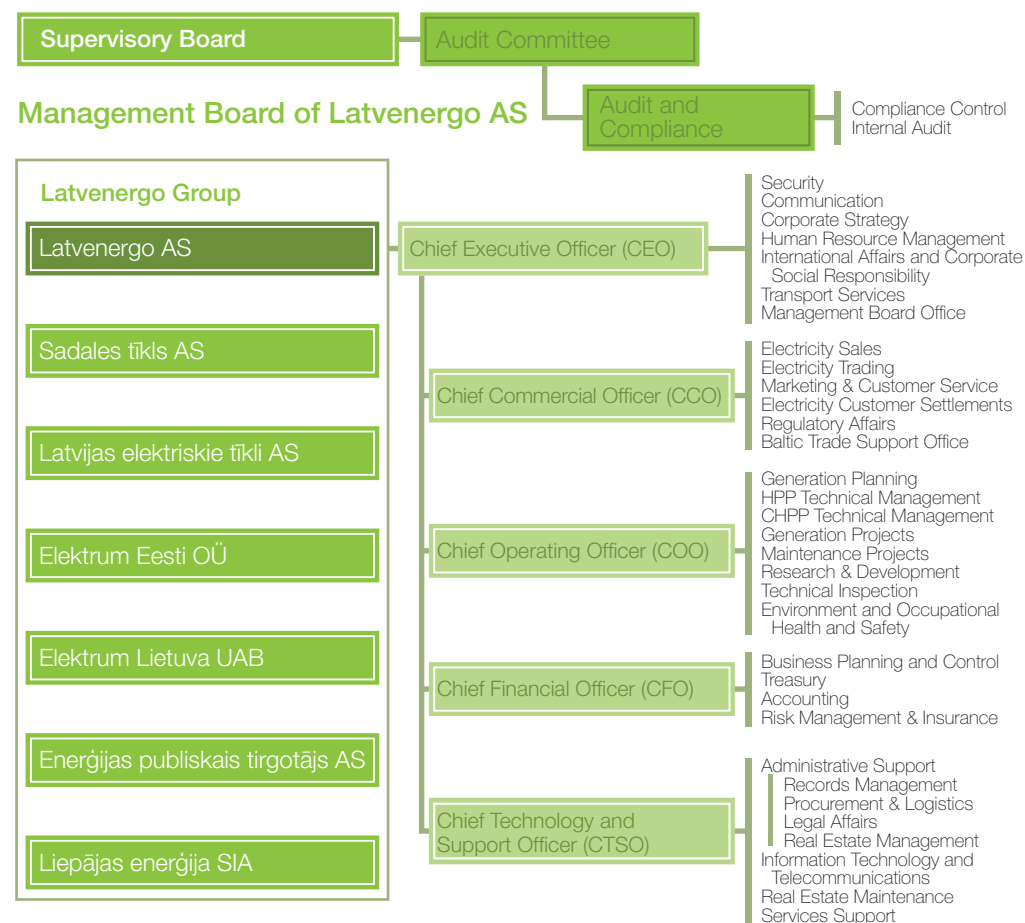 Supervisory Board
Audit Committee
Management Board of Latvenergo AS
Audit and
Compliance
Compliance Control
Internal Audit
Latvenergo Group
Latvenergo AS
Sadales tīkls AS
Latvijas elektriskie tīkli AS
Elektrum Eesti OÜ
Elektrum Lietuva UAB
Enerģijas publiskais tirgotājs AS
Liepājas enerģija SIA
Chief Executive Officer (CEO)
Security
Communication
Corporate Strategy
Human Resource Management
International Affairs and Corporate
Social Responsibility
Transport Services
Management Board Office
Chief Commercial Officer (CCO)
Electricity Sales
Electricity Trading
Marketing & Customer Service
Electricity Customer Settlements
Regulatory Affairs
Baltic Trade Support Office
Chief Operating Officer (COO)
Generation Planning
HPP Technical Management
CHPP Technical Management
Generation Projects
Maintenance Projects
Research & Development
Technical Inspection
Environment and Occupational
Health and Safety
Chief Financial Officer (CFO)
Business Planning and Control
Treasury
Accounting
Risk Management & Insurance
Chief Technology and
Support Officer (CTSO)
Administrative Support
Records Management
Procurement & Logistics
Legal Affairs
Real Estate Management
Information Technology and
Telecommunications
Real Estate Maintenance
Services Support